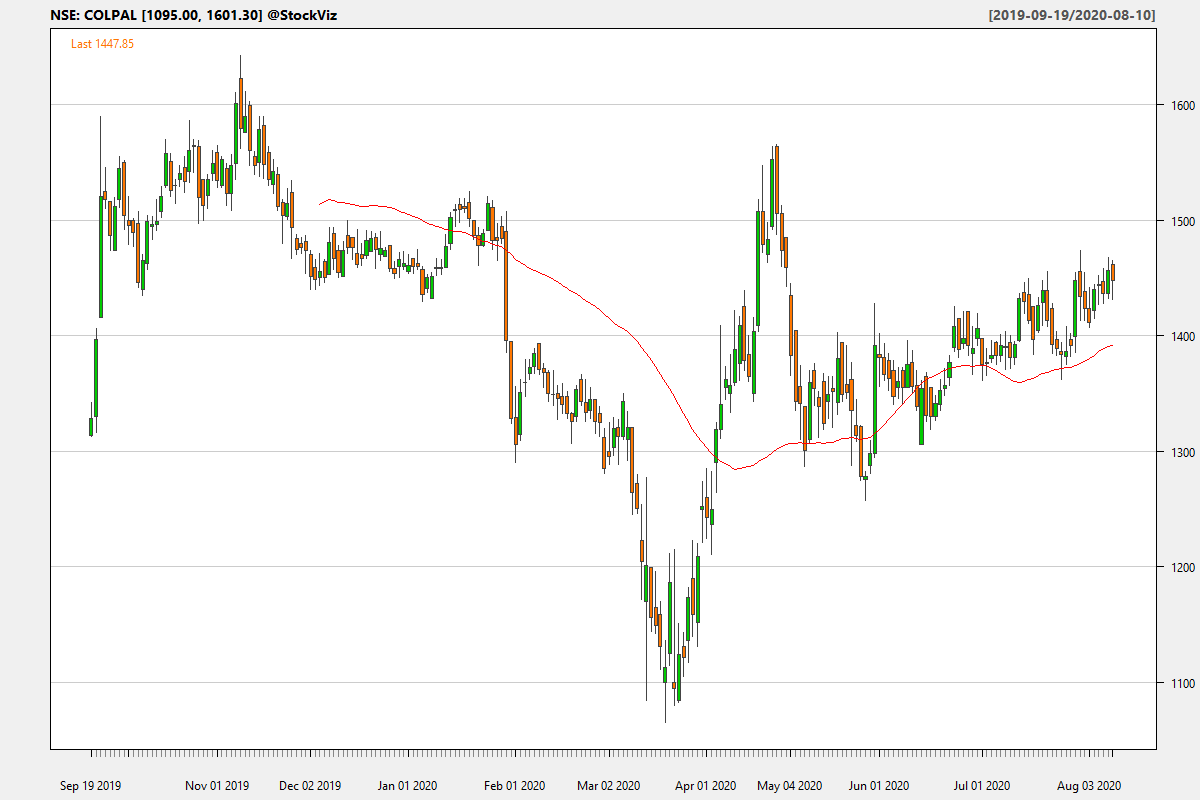 NSE: COLPAL [1095.00, 1601.30] @StockViz
[2019-09-19/2020-08-10]
Last 1447.85
1600
1500
1400
1300
1200
1100
Sep 19 2019
Nov 01 2019
Dec 02 2019
Jan 01 2020
Feb 01 2020
Mar 02 2020
Apr 01 2020
May 04 2020
Jun 01 2020
Jul 01 2020
Aug 03 2020